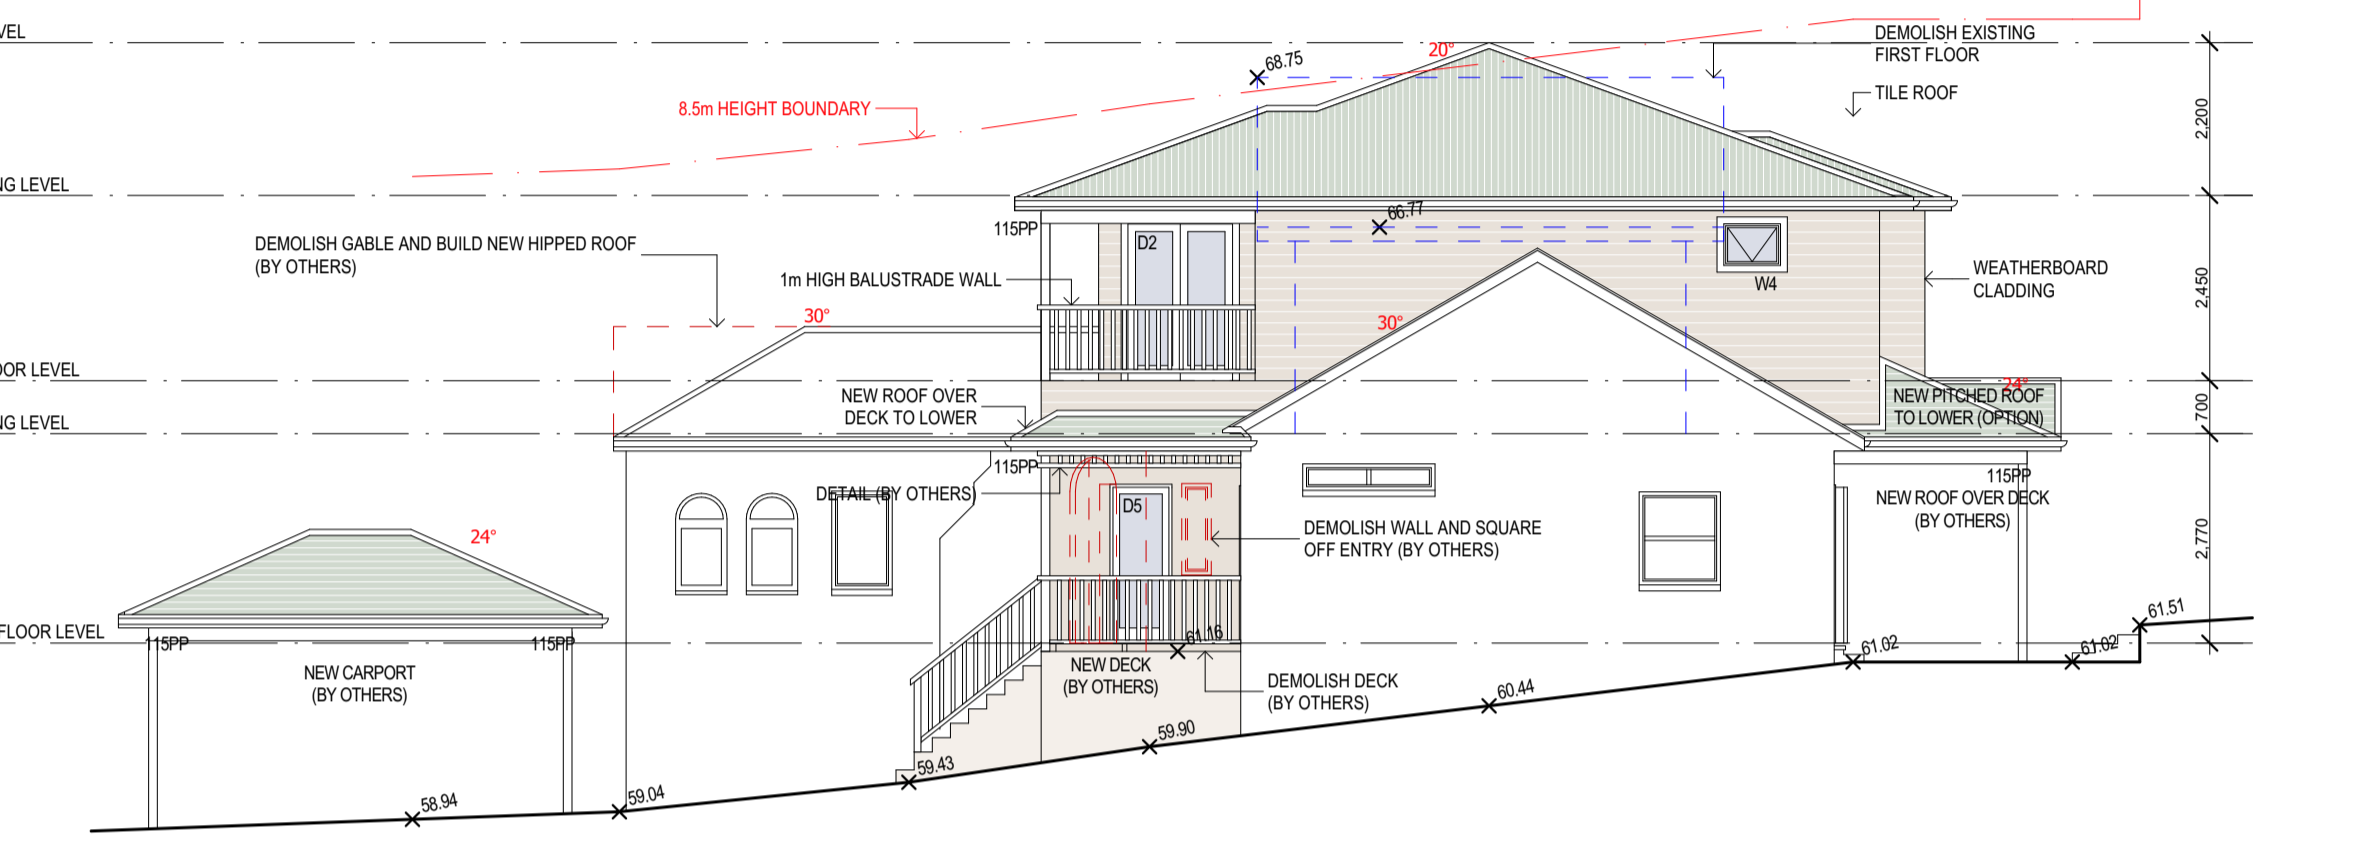 VEL
20°
68.75
DEMOLISH EXISTING
FIRST FLOOR
TILE ROOF
8.5m HEIGHT BOUNDARY
2,200
NG LEVEL
66.77
115PP
D2
DEMOLISH GABLE AND BUILD NEW HIPPED ROOF
(BY OTHERS)
1m HIGH BALUSTRADE WALL
W4
WEATHERBOARD
CLADDING
2,450
30°
30°
OOR LEVEL
24°
NEW ROOF OVER
DECK TO LOWER
NEW PITCHED ROOF
TO LOWER (OPTION)
700
NG LEVEL
115PP
DETAIL (BY OTHERS)
D5
115PP
NEW ROOF OVER DECK
(BY OTHERS)
DEMOLISH WALL AND SQUARE
OFF ENTRY (BY OTHERS)
2,770
24°
FLOOR LEVEL
115PP
115PP
61.16
61.02
61.02
61.51
NEW CARPORT
(BY OTHERS)
NEW DECK
(BY OTHERS)
DEMOLISH DECK
(BY OTHERS)
60.44
59.90
59.43
59.04
58.94